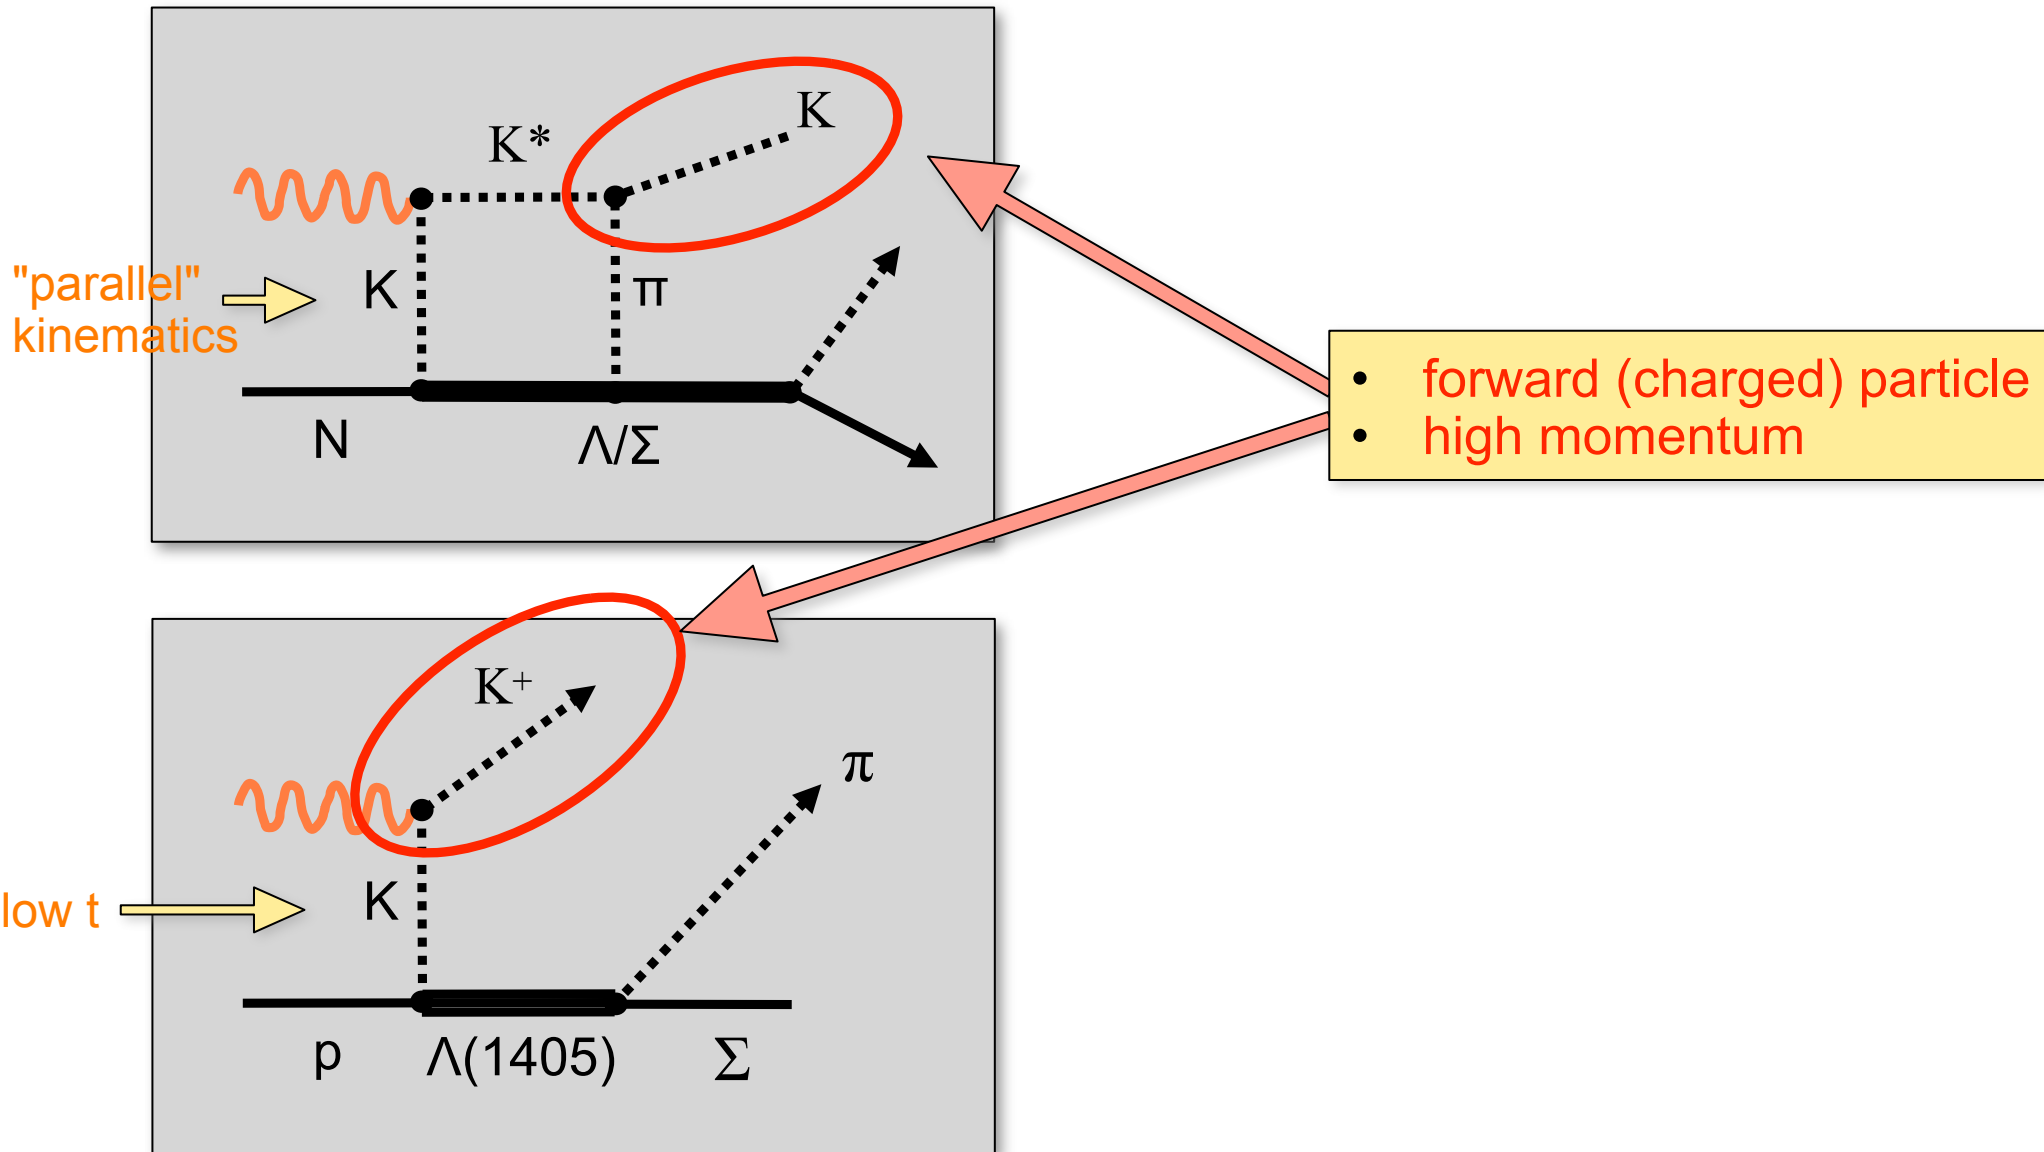 K
K*
"parallel"
kinematics
K
π
N
Λ/Σ
• forward (charged) particle
• high momentum
K⁺
π
low t
K
p
Λ(1405)
Σ